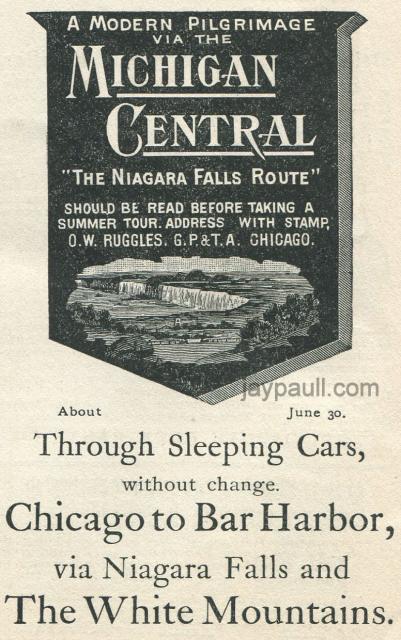 A MODERN PILGRIMAGE
VIA THE
MICHIGAN
CENTRAL
"THE NIAGARA FALLS ROUTE"
SHOULD BE READ BEFORE TAKING A
SUMMER TOUR. ADDRESS WITH STAMP,
O.W. RUGGLES. G.P.&T.A. CHICAGO.
jaypaull.com
About June 30.
Through Sleeping Cars,
without change.
Chicago to Bar Harbor,
via Niagara Falls and
The White Mountains.